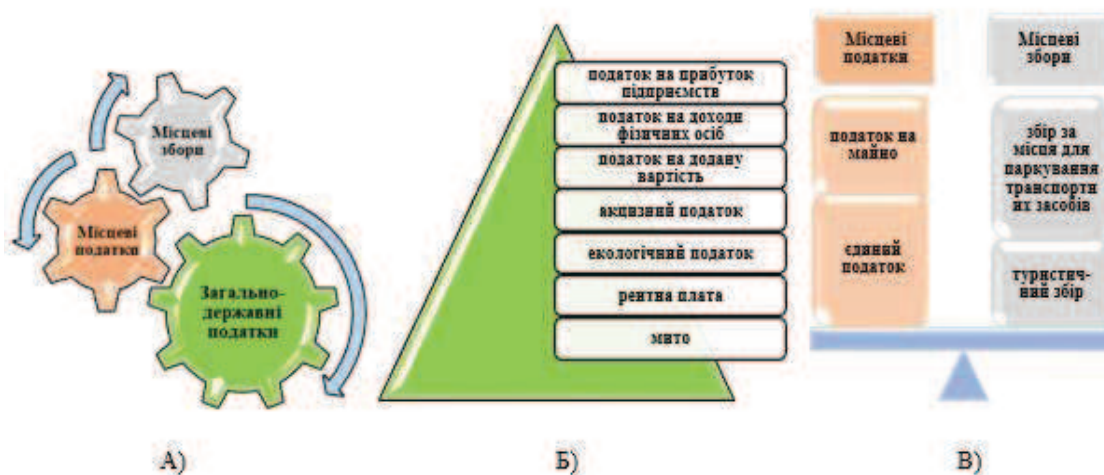 Місцеві
збори
Місцеві
податки
Загально-
державні
податки
А)
податок на прибуток
підприємств
податок на доходи
фізичних осіб
податок на додану
вартість
акцизний податок
екологічний податок
рентна плата
мито
Б)
Місцеві
податки
податок на
майно
єдиний
податок
Місцеві
збори
збір за
місця для
паркування
транспортн
их засобів
туристич-
ний збір
В)